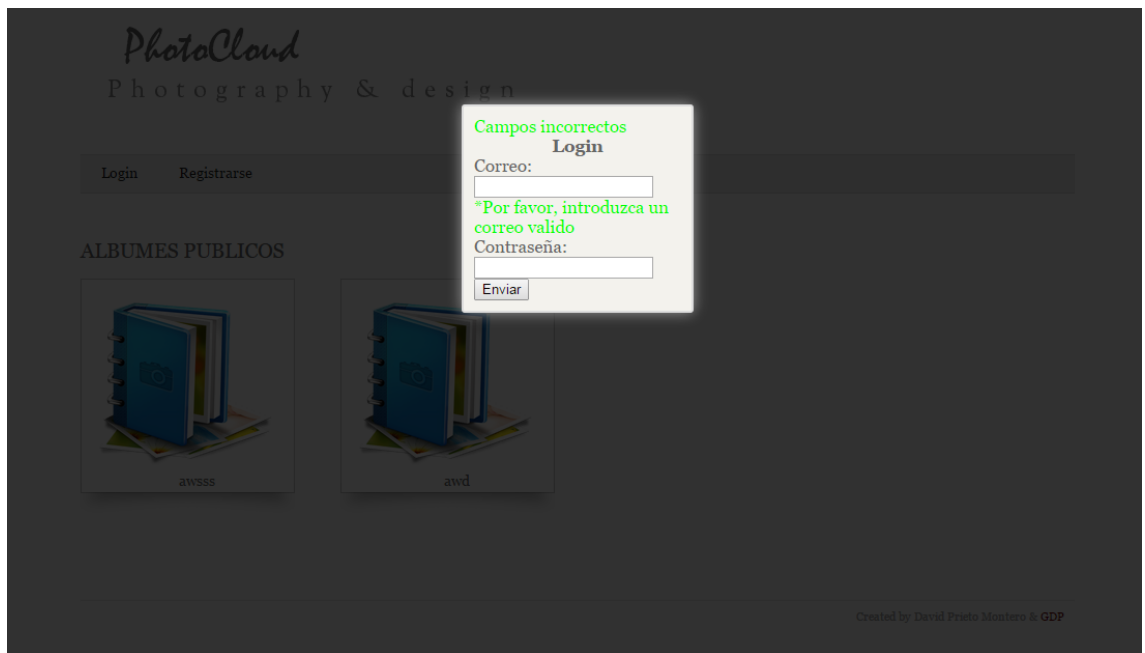 PhotoCloud
Photography & design
Login Registrarse
Campos incorrectos
Login
Correo:
*Por favor, introduzca un
correo valido
Contraseña:
Enviar
ALBUMES PUBLICOS
awsss
awd
Created by David Prieto Montero & GDP